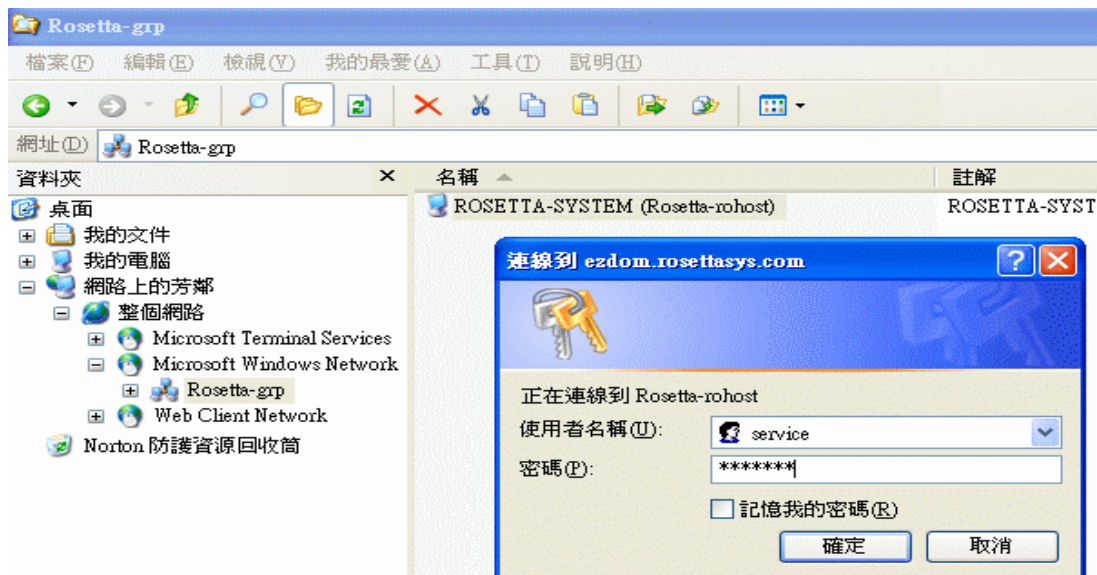 Rosetta-grp
檔案(F) 編輯(E) 檢視(V) 我的最愛(A) 工具(T) 說明(H)
網址(D) Rosetta-grp
資料夾 × 名稱 註解
桌面
ROSETTA-SYSTEM (Rosetta-rohost) ROSETTA-SYST
我的文件
我的電腦
網路上的芳鄰
整個網路
Microsoft Terminal Services
Microsoft Windows Network
Rosetta-grp
Web Client Network
Norton 防護資源回收筒
連線到 ezdom.rosettasys.com
正在連線到 Rosetta-rohost
使用者名稱(U): service
密碼(P): *******
記憶我的密碼(R)
確定 取消